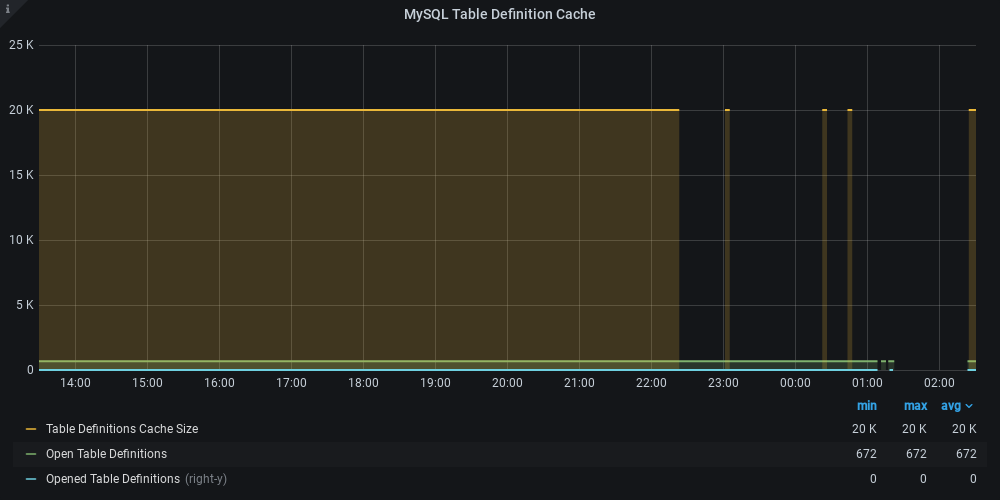 i
MySQL Table Definition Cache
25 K
20 K
15 K
10 K
5 K
0
14:00 15:00 16:00 17:00 18:00 19:00 20:00 21:00 22:00 23:00 00:00 01:00 02:00
min max avg
Table Definitions Cache Size 20 K 20 K 20 K
Open Table Definitions 672 672 672
Opened Table Definitions (right-y) 0 0 0